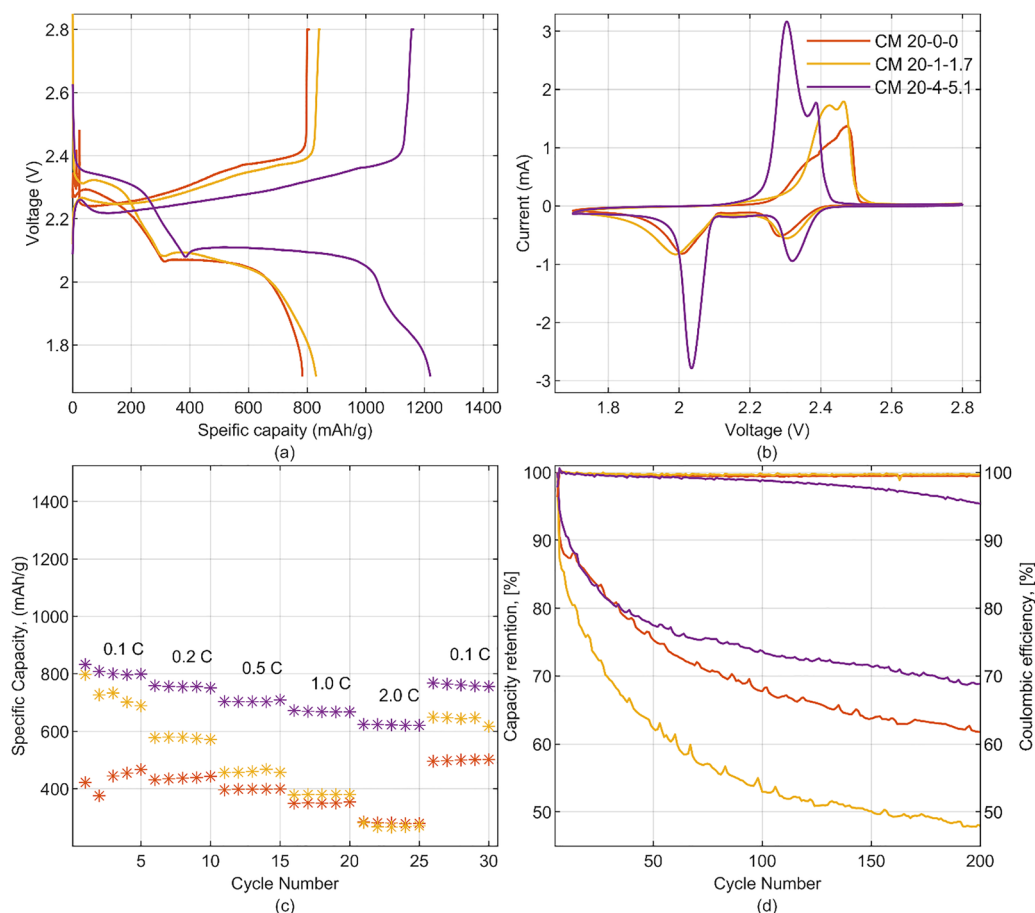 2.8
2.6
2.4
2.2
2
1.8
Voltage (V)
0 200 400 600 800 1000 1200 1400
Speific capaity (mAh/g)
(a)
3
2
1
0
-1
-2
-3
Current (mA)
CM 20-0-0
CM 20-1-1.7
CM 20-4-5.1
1.8 2 2.2 2.4 2.6 2.8
Voltage (V)
(b)
1400
1200
1000
800
600
400
Specific Capacity, (mAh/g)
0.1 C
0.2 C
0.5 C
1.0 C
2.0 C
0.1 C
5 10 15 20 25 30
Cycle Number
(c)
100
90
80
70
60
50
Capacity retention, [%]
100
90
80
70
60
50
Coulombic efficiency, [%]
50 100 150 200
Cycle Number
(d)